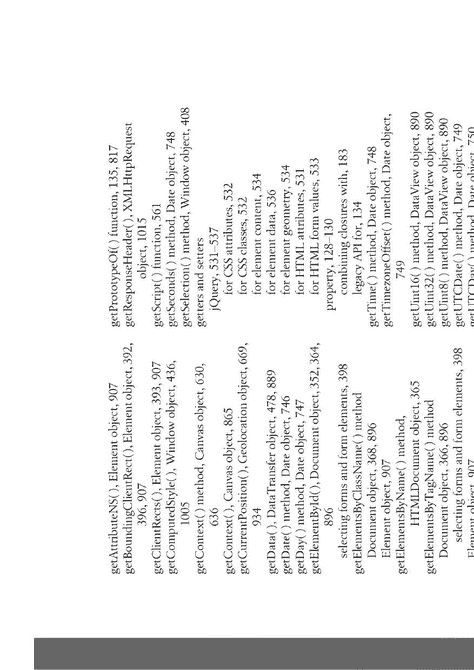 getAttributeNS(), Element object, 907
getBoundingClientRect(), Element object, 392,
396, 907
getClientRects(), Element object, 393, 907
getComputedStyle(), Window object, 436,
1005
getContext() method, Canvas object, 630,
636
getContext(), Canvas object, 865
getCurrentPosition(), Geolocation object, 669,
934
getData(), DataTransfer object, 478, 889
getDate() method, Date object, 746
getDay() method, Date object, 747
getElementById(), Document object, 352, 364,
896
selecting forms and form elements, 398
getElementsByClassName() method
Document object, 368, 896
Element object, 907
getElementsByName() method,
HTMLDocument object, 365
getElementsByTagName() method
Document object, 366, 896
selecting forms and form elements, 398
Element object, 907
getPrototypeOf() function, 135, 817
getResponseHeader(), XMLHttpRequest
object, 1015
getScript() function, 561
getSeconds() method, Date object, 748
getSelection() method, Window object, 408
getters and setters
jQuery, 531–537
for CSS attributes, 532
for CSS classes, 532
for element content, 534
for element data, 536
for element geometry, 534
for HTML attributes, 531
for HTML form values, 533
property, 128–130
combining closures with, 183
legacy API for, 134
getTime() method, Date object, 748
getTimezoneOffset() method, Date object,
749
getUint16() method, DataView object, 890
getUint32() method, DataView object, 890
getUint8() method, DataView object, 890
getUTCDate() method, Date object, 749
getUTCDay() method, Date object, 750